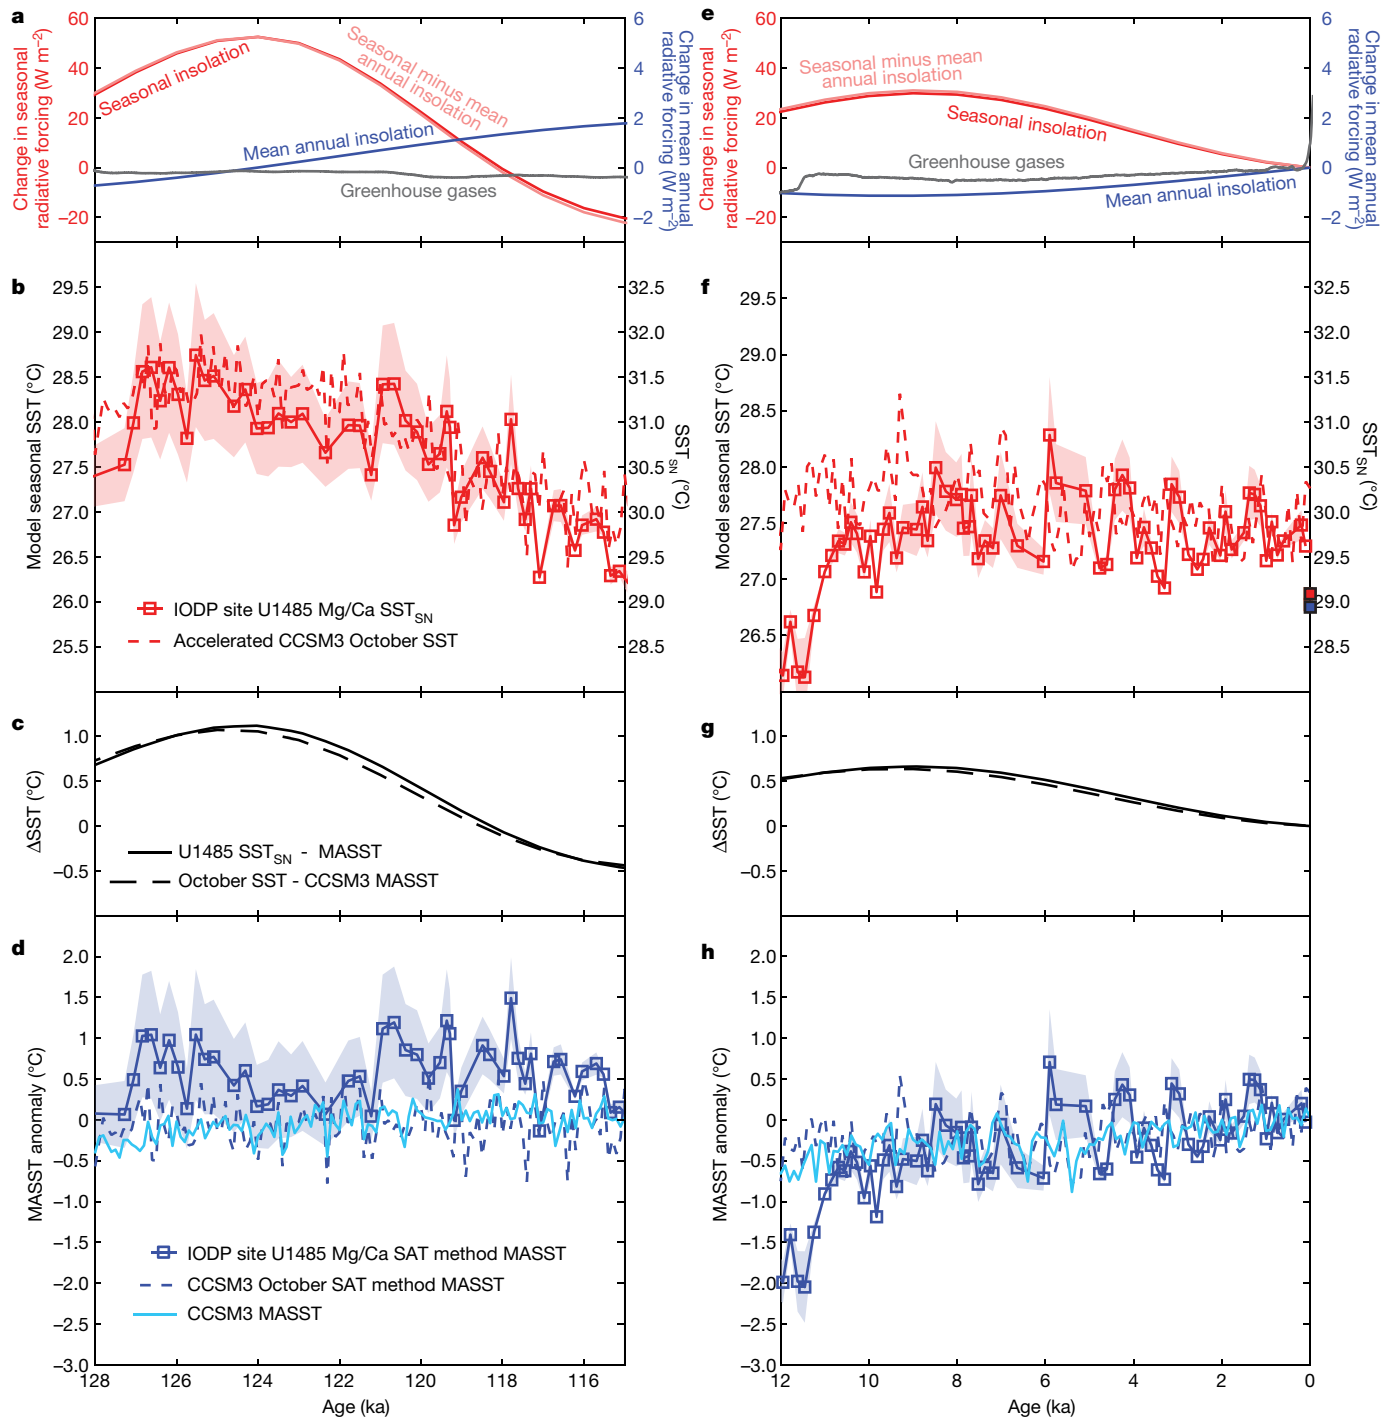 a
60
40
20
0
−20
Change in seasonal
radiative forcing (W m−2)
Seasonal insolation
Seasonal minus mean
annual insolation
Mean annual insolation
Greenhouse gases
6
4
2
0
−2
Change in mean annual
radiative forcing (W m−2)
e
60
40
20
0
−20
Change in seasonal
radiative forcing (W m−2)
Seasonal minus mean
annual insolation
Seasonal insolation
Greenhouse gases
Mean annual insolation
6
4
2
0
−2
Change in mean annual
radiative forcing (W m−2)
b
29.5
29.0
28.5
28.0
27.5
27.0
26.5
26.0
25.5
Model seasonal SST (°C)
IODP site U1485 Mg/Ca SSTSN
Accelerated CCSM3 October SST
32.5
32.0
31.5
31.0
30.5
30.0
29.5
29.0
28.5
SSTSN (°C)
f
29.5
29.0
28.5
28.0
27.5
27.0
26.5
Model seasonal SST (°C)
32.5
32.0
31.5
31.0
30.5
30.0
29.5
29.0
28.5
SSTSN (°C)
c
1.0
0.5
0
−0.5
ΔSST (°C)
U1485 SSTSN - MASST
October SST - CCSM3 MASST
g
1.0
0.5
0
−0.5
ΔSST (°C)
d
2.0
1.5
1
0.5
0
−0.5
−1.0
−1.5
−2.0
−2.5
−3.0
MASST anomaly (°C)
IODP site U1485 Mg/Ca SAT method MASST
CCSM3 October SAT method MASST
CCSM3 MASST
128
126
124
122
120
118
116
Age (ka)
h
2.0
1.5
1.0
0.5
0
−0.5
−1.0
−1.5
−2.0
−2.5
−3.0
MASST anomaly (°C)
12
10
8
6
4
2
0
Age (ka)